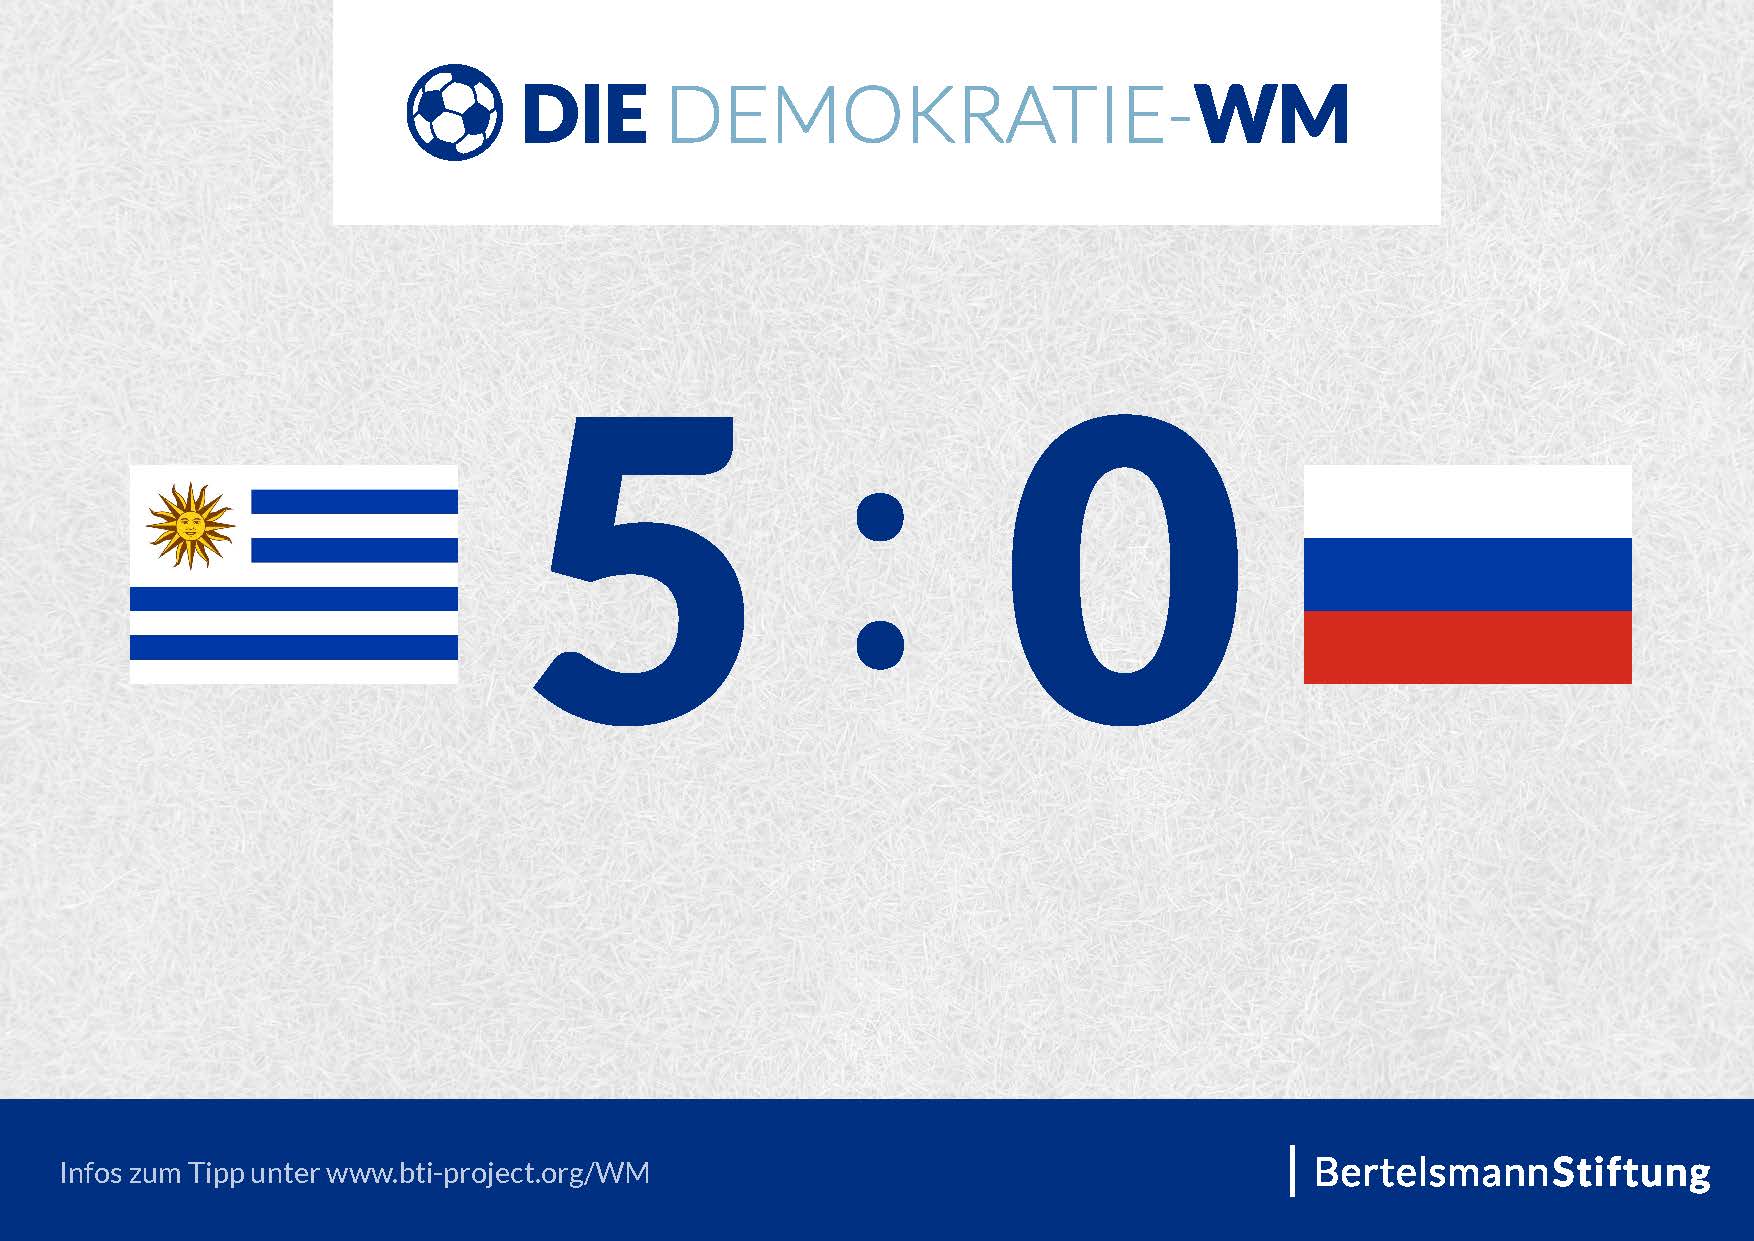 DIE DEMOKRATIE-WM
5 : 0
Infos zum Tipp unter www.bti-project.org/WM
BertelsmannStiftung